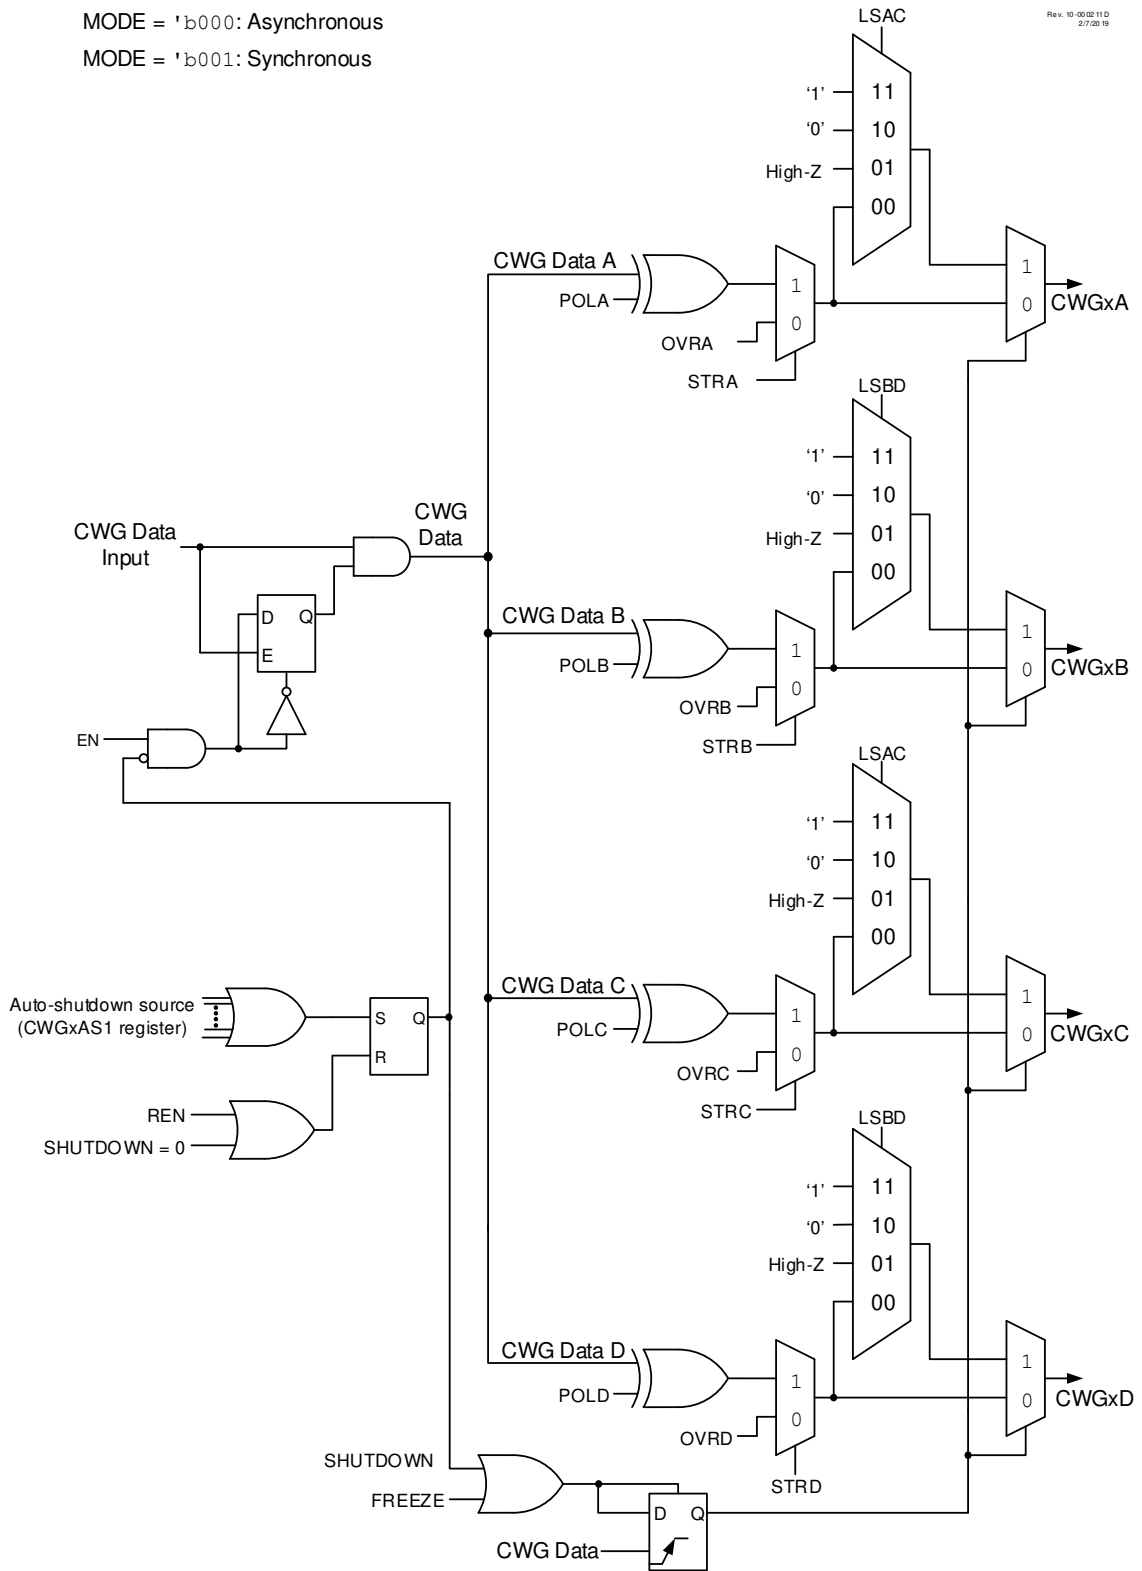 MODE = 'b000: Asynchronous
MODE = 'b001: Synchronous
Rev. 10-000211D
2/7/2019
LSAC
'1'
11
'0'
10
High-Z
01
00
CWG Data A
POLA
1
0
OVRA
STRA
1
0
CWGxA
LSBD
'1'
11
'0'
10
High-Z
01
00
CWG Data
Input
CWG
Data
D
Q
E
EN
CWG Data B
POLB
1
0
OVRB
STRB
1
0
CWGxB
LSAC
'1'
11
'0'
10
High-Z
01
00
CWG Data C
POLC
1
0
OVRC
STRC
1
0
CWGxC
Auto-shutdown source
(CWGxAS1 register)
S
Q
R
REN
SHUTDOWN = 0
LSBD
'1'
11
'0'
10
High-Z
01
00
CWG Data D
POLD
1
0
OVRD
STRD
1
0
CWGxD
SHUTDOWN
FREEZE
D
Q
CWG Data